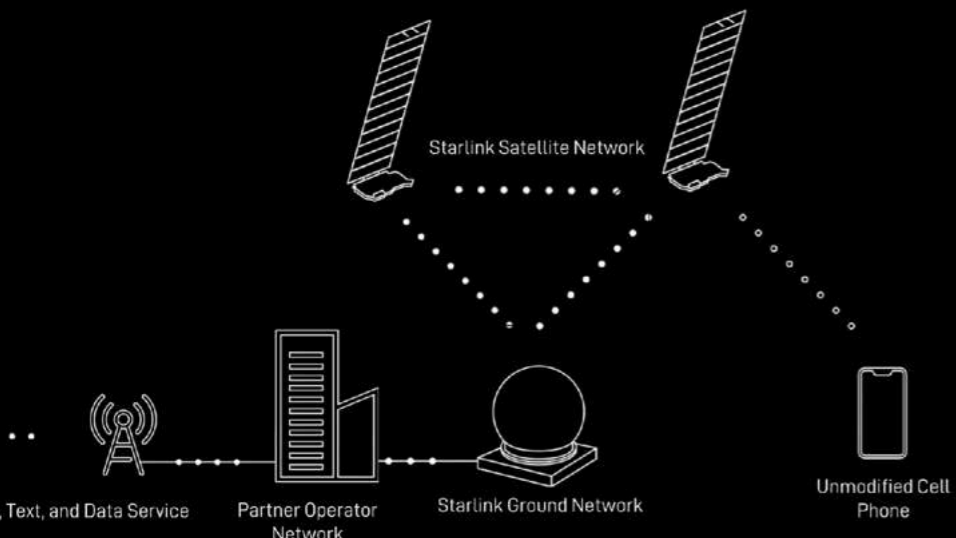 Starlink Satellite Network
, Text, and Data Service
Partner Operator
Network
Starlink Ground Network
Unmodified Cell
Phone